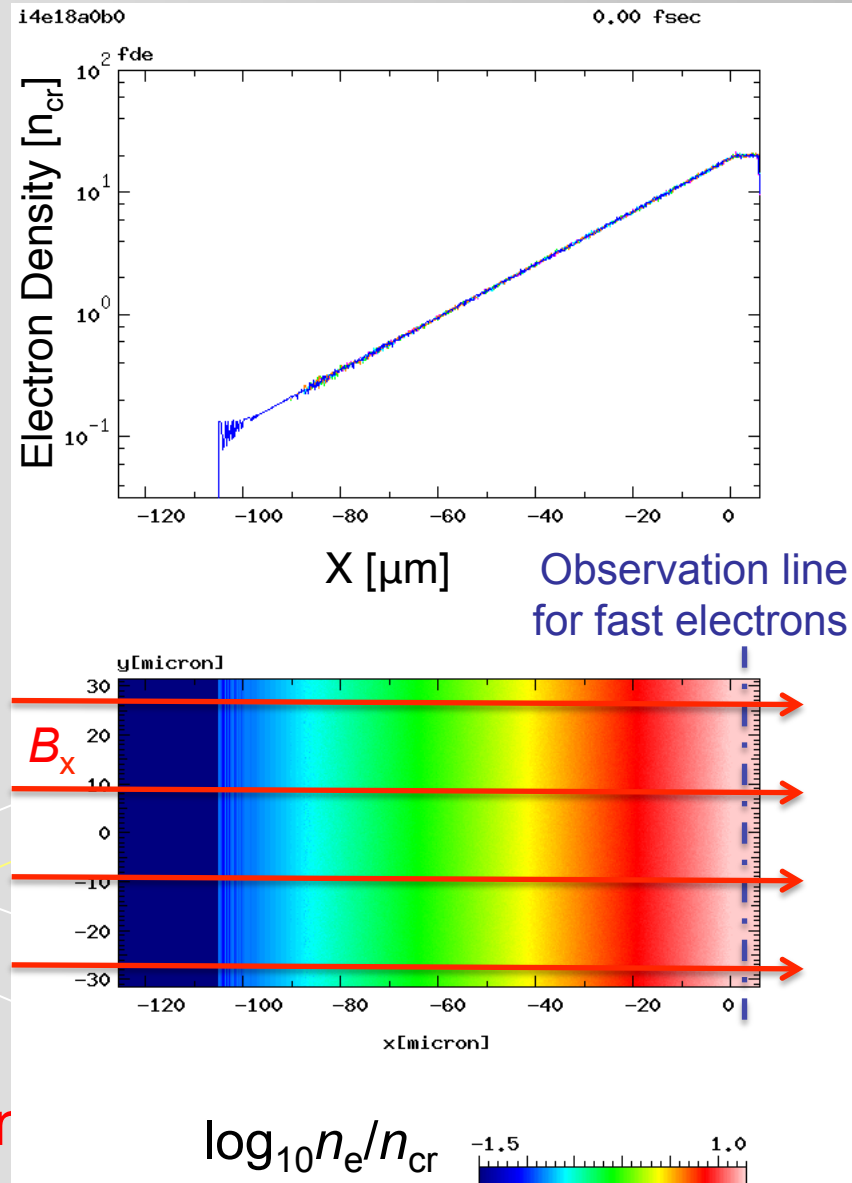 i4e18a0b0 0.00 fsec
fde
Electron Density [n_cr]
10^2
10^1
10^0
10^-1
-120 -100 -80 -60 -40 -20 0
X [μm]
Observation line
for fast electrons
y[micron]
30
20
10
0
-10
-20
-30
B_x
-120 -100 -80 -60 -40 -20 0
x[micron]
log_10 n_e/n_cr
-1.5 1.0